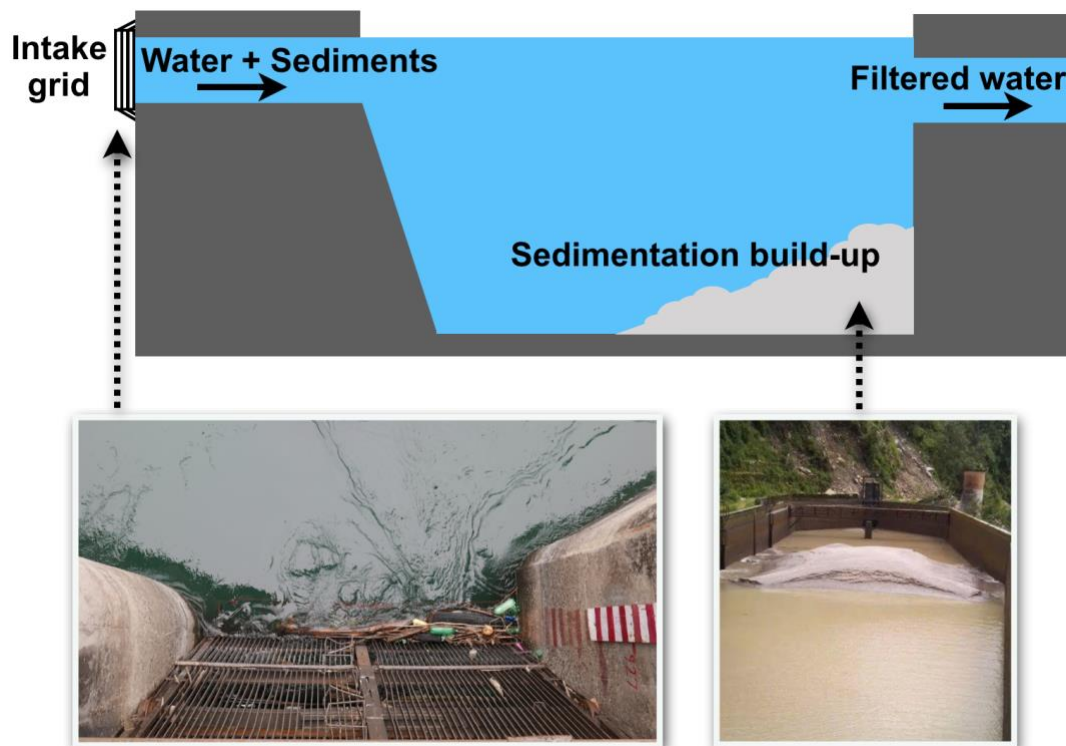 Intake
grid
Water + Sediments
Filtered water
Sedimentation build-up